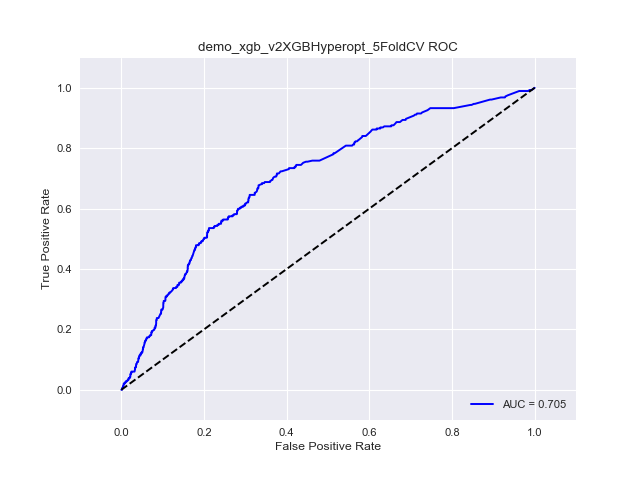 demo_xgb_v2XGBHyperopt_5FoldCV ROC
1.0
0.8
0.6
0.4
0.2
0.0
True Positive Rate
AUC = 0.705
0.0 0.2 0.4 0.6 0.8 1.0
False Positive Rate